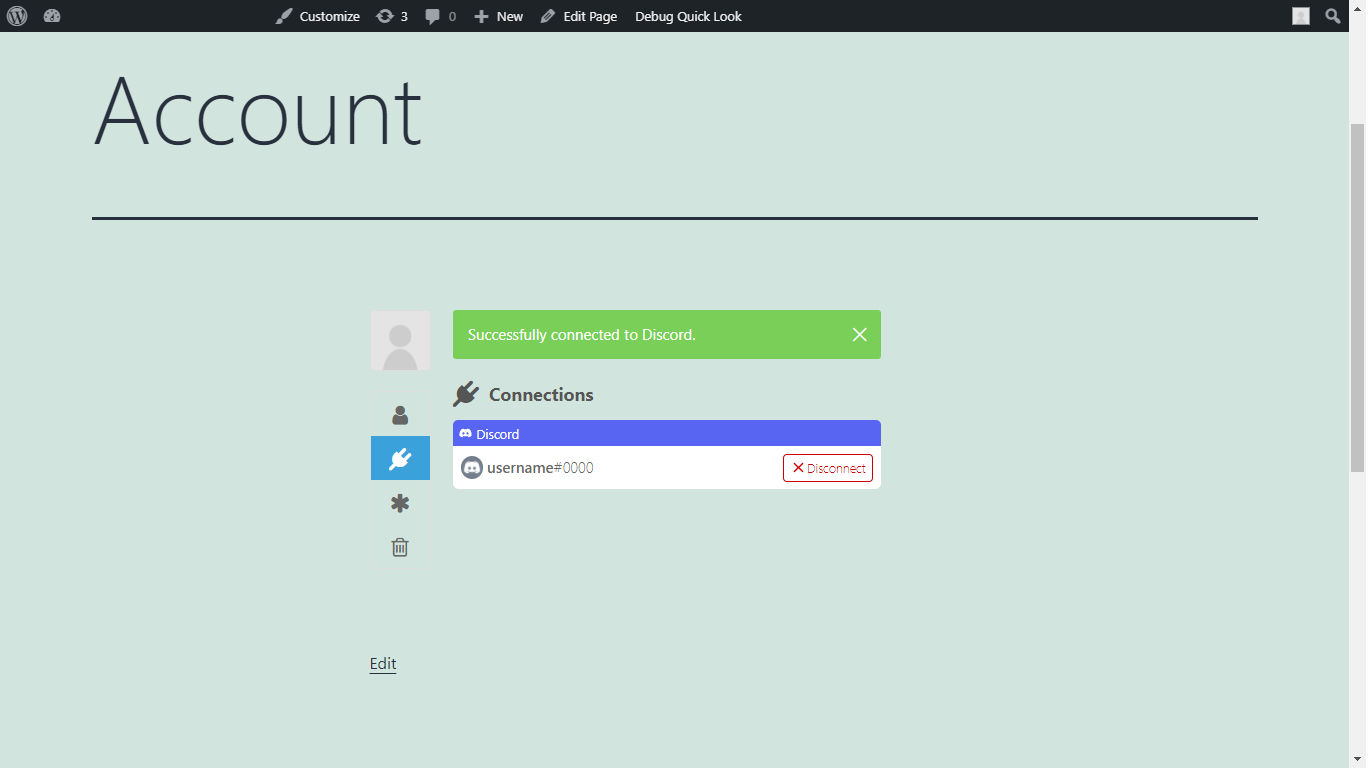 Customize 3 0 New Edit Page Debug Quick Look
Account
Successfully connected to Discord.
Connections
Discord
username#0000 Disconnect
Edit